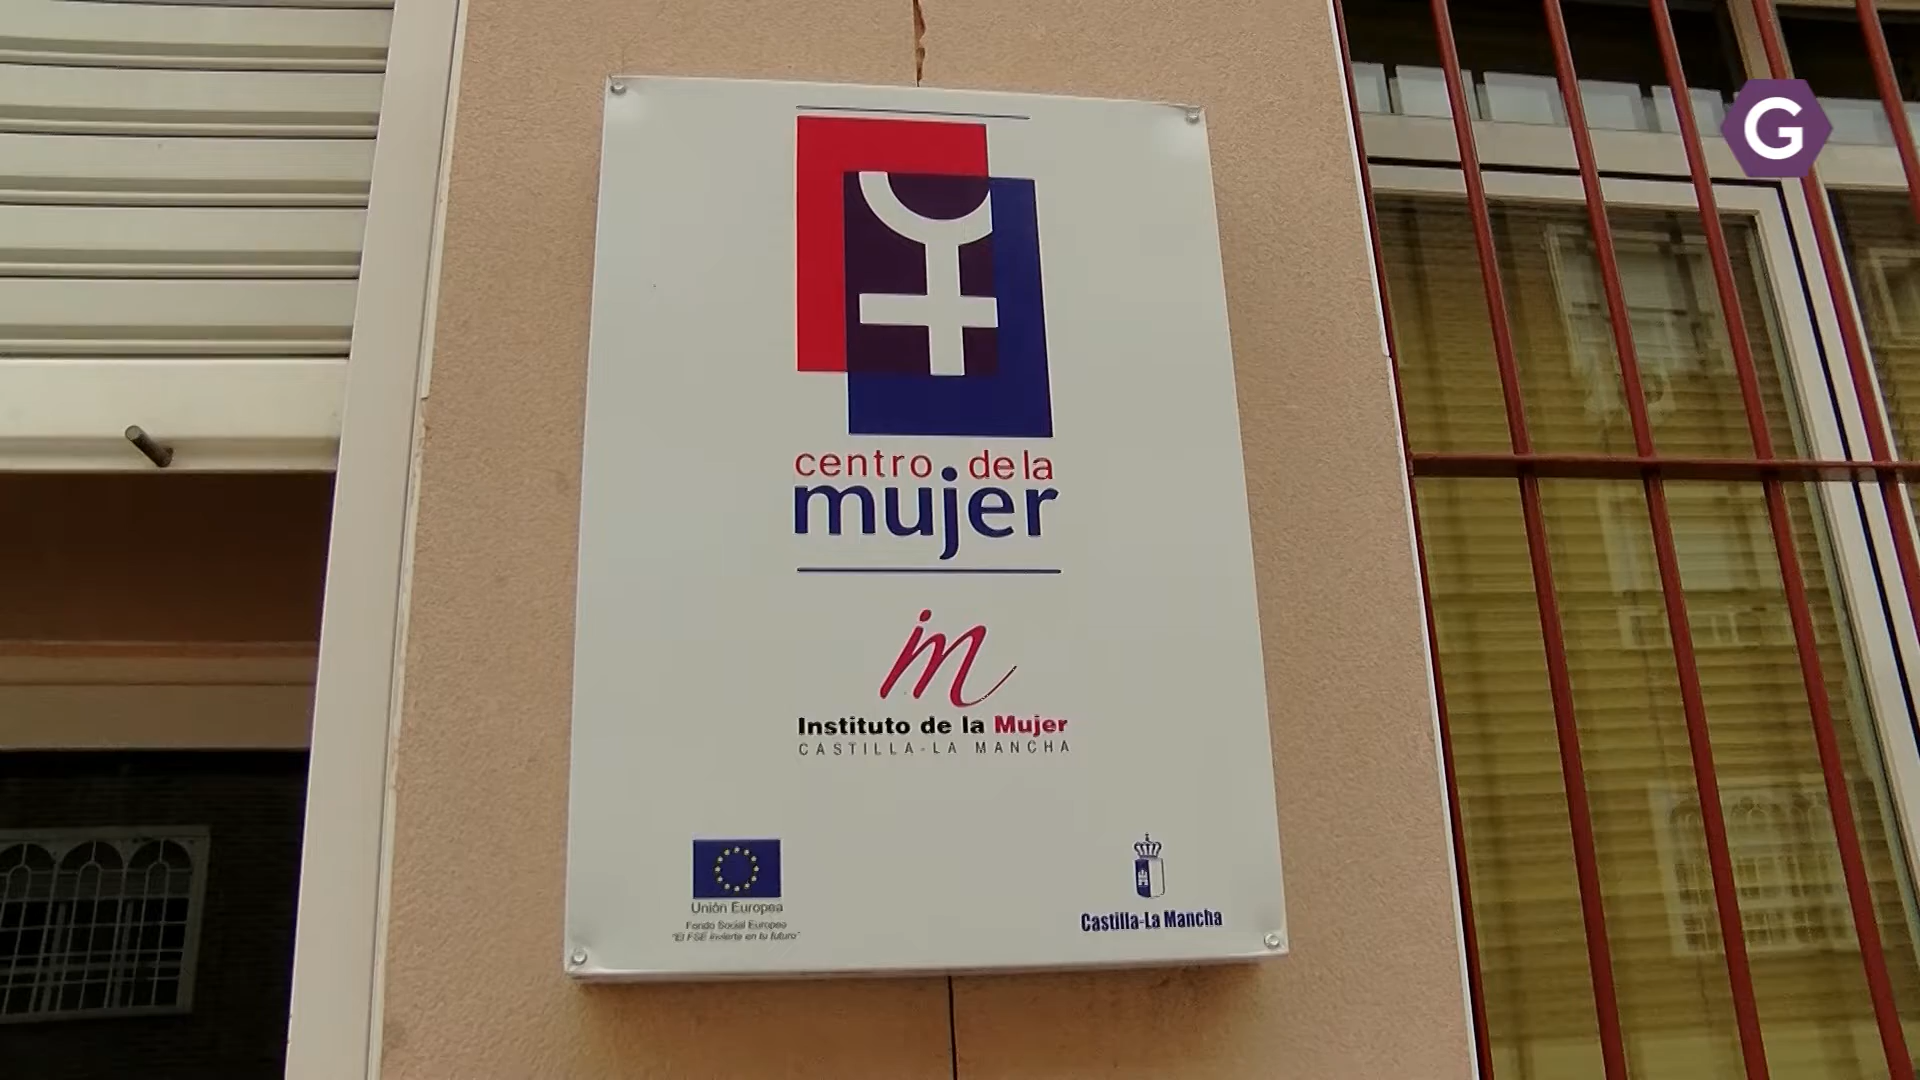 G
centro de la
mujer
im
Instituto de la Mujer
CASTILLA-LA MANCHA
Unión Europea
Fondo Social Europeo
"El FSE invierte en tu futuro"
Castilla-La Mancha